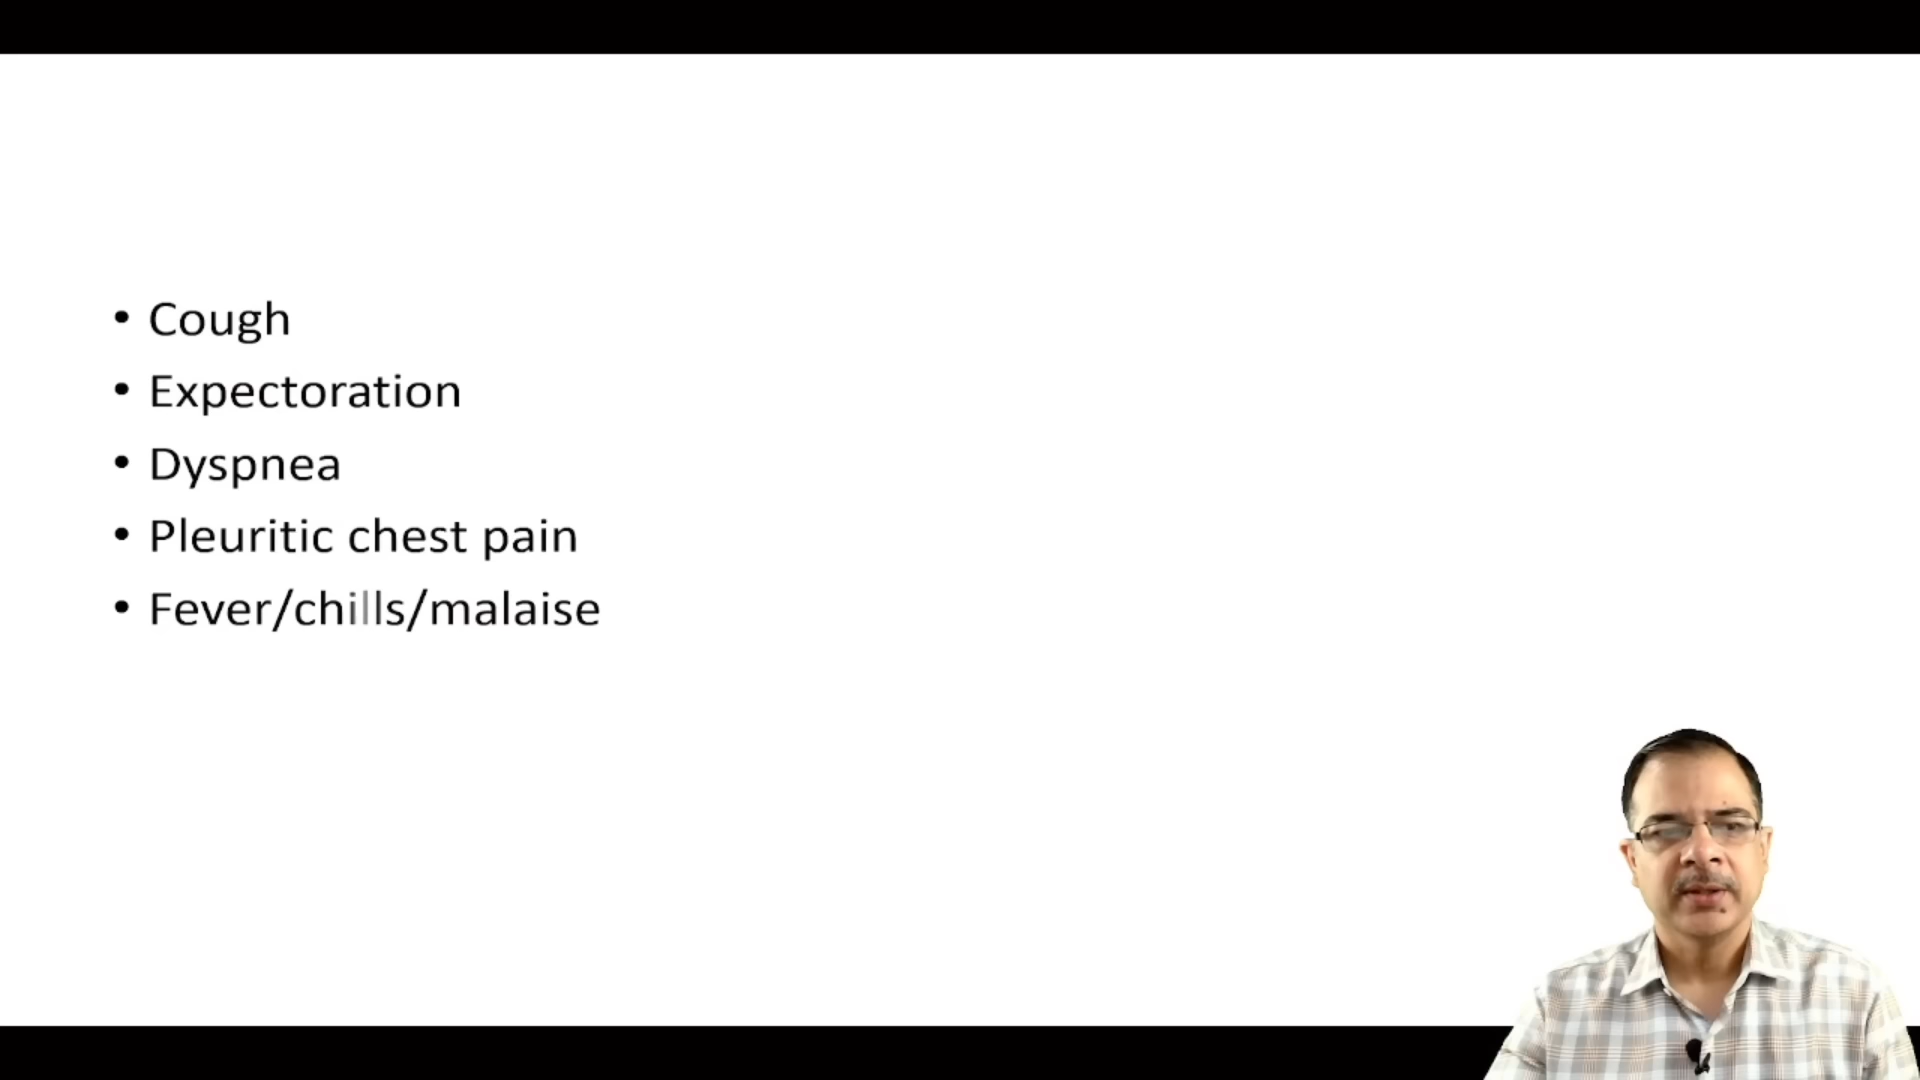 • Cough
• Expectoration
• Dyspnea
• Pleuritic chest pain
• Fever/chills/malaise